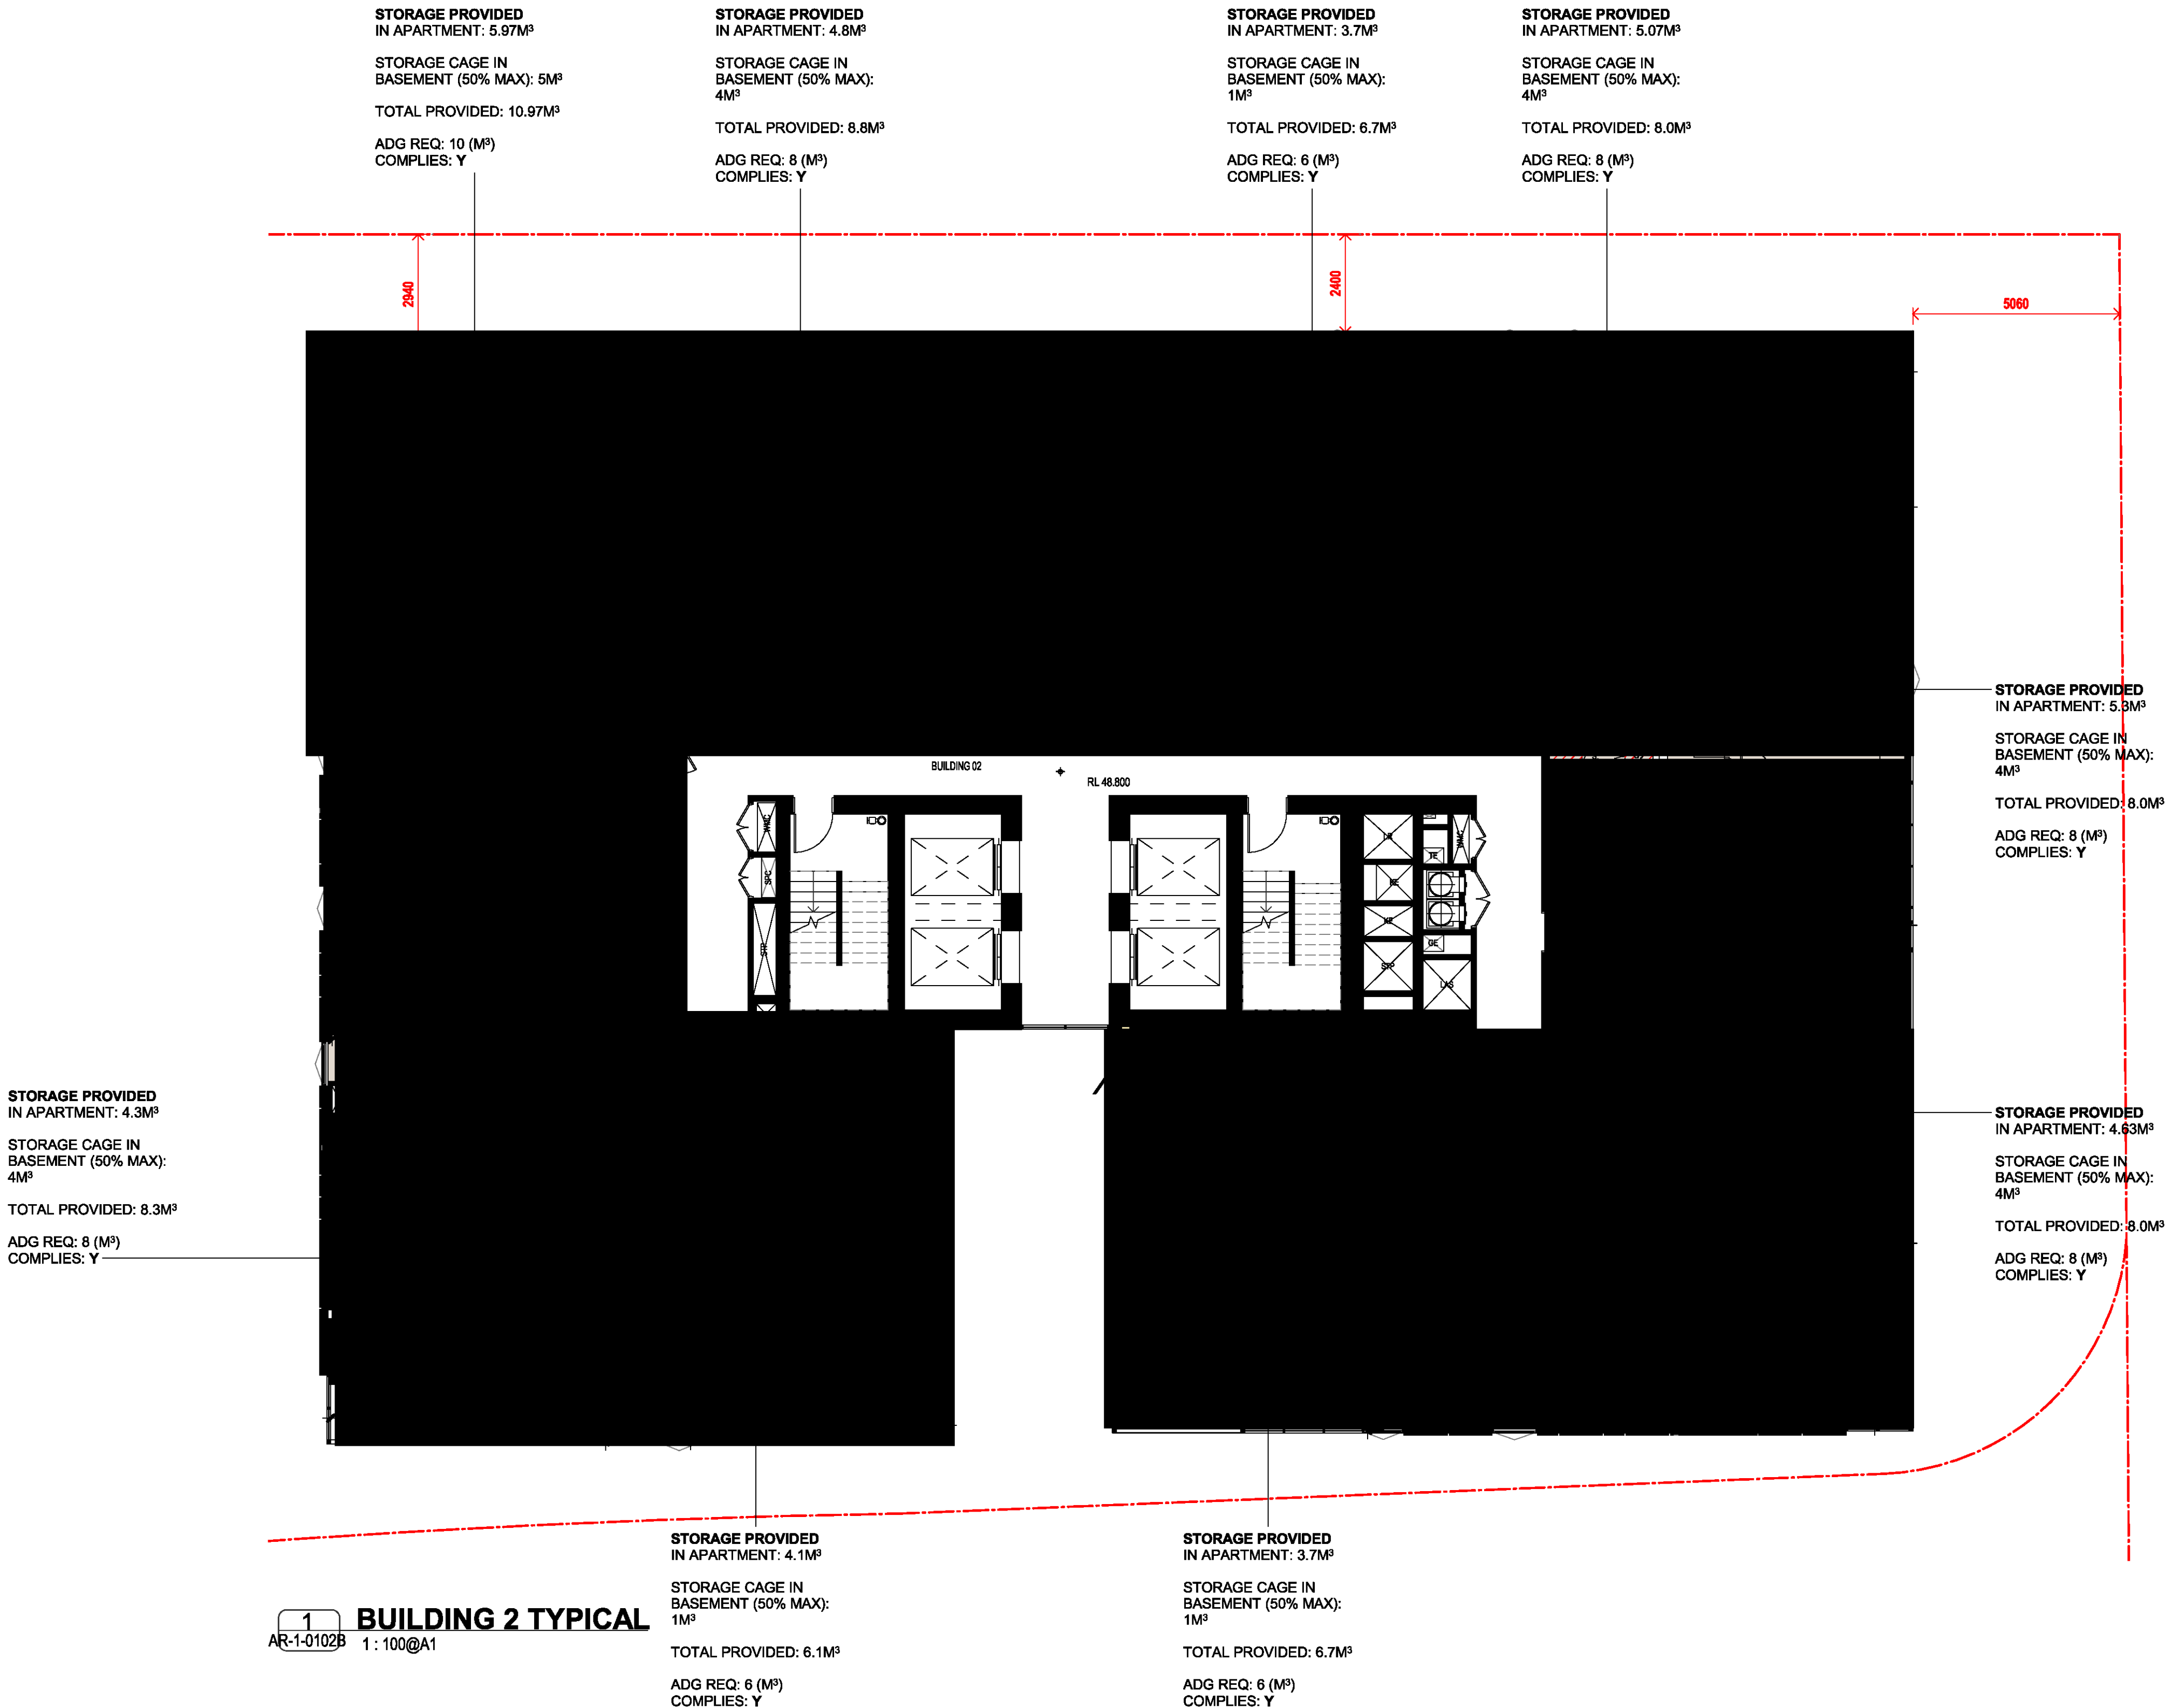 STORAGE PROVIDED
IN APARTMENT: 5.97M³
STORAGE CAGE IN
BASEMENT (50% MAX): 5M³
TOTAL PROVIDED: 10.97M³
ADG REQ: 10 (M³)
COMPLIES: Y
STORAGE PROVIDED
IN APARTMENT: 4.8M³
STORAGE CAGE IN
BASEMENT (50% MAX):
4M³
TOTAL PROVIDED: 8.8M³
ADG REQ: 8 (M³)
COMPLIES: Y
STORAGE PROVIDED
IN APARTMENT: 3.7M³
STORAGE CAGE IN
BASEMENT (50% MAX):
1M³
TOTAL PROVIDED: 6.7M³
ADG REQ: 6 (M³)
COMPLIES: Y
STORAGE PROVIDED
IN APARTMENT: 5.07M³
STORAGE CAGE IN
BASEMENT (50% MAX):
4M³
TOTAL PROVIDED: 8.0M³
ADG REQ: 8 (M³)
COMPLIES: Y
2940
2400
5060
STORAGE PROVIDED
IN APARTMENT: 5.3M³
STORAGE CAGE IN
BASEMENT (50% MAX):
4M³
TOTAL PROVIDED: 8.0M³
ADG REQ: 8 (M³)
COMPLIES: Y
BUILDING 02
RL 48.800
WMC
SPC
STR
LR
TE
WMC
GE
STP
LAS
STORAGE PROVIDED
IN APARTMENT: 4.3M³
STORAGE CAGE IN
BASEMENT (50% MAX):
4M³
TOTAL PROVIDED: 8.3M³
ADG REQ: 8 (M³)
COMPLIES: Y
STORAGE PROVIDED
IN APARTMENT: 4.63M³
STORAGE CAGE IN
BASEMENT (50% MAX):
4M³
TOTAL PROVIDED: 8.0M³
ADG REQ: 8 (M³)
COMPLIES: Y
STORAGE PROVIDED
IN APARTMENT: 4.1M³
STORAGE CAGE IN
BASEMENT (50% MAX):
1M³
TOTAL PROVIDED: 6.1M³
ADG REQ: 6 (M³)
COMPLIES: Y
STORAGE PROVIDED
IN APARTMENT: 3.7M³
STORAGE CAGE IN
BASEMENT (50% MAX):
1M³
TOTAL PROVIDED: 6.7M³
ADG REQ: 6 (M³)
COMPLIES: Y
1
BUILDING 2 TYPICAL
AR-1-0102B
1 : 100@A1